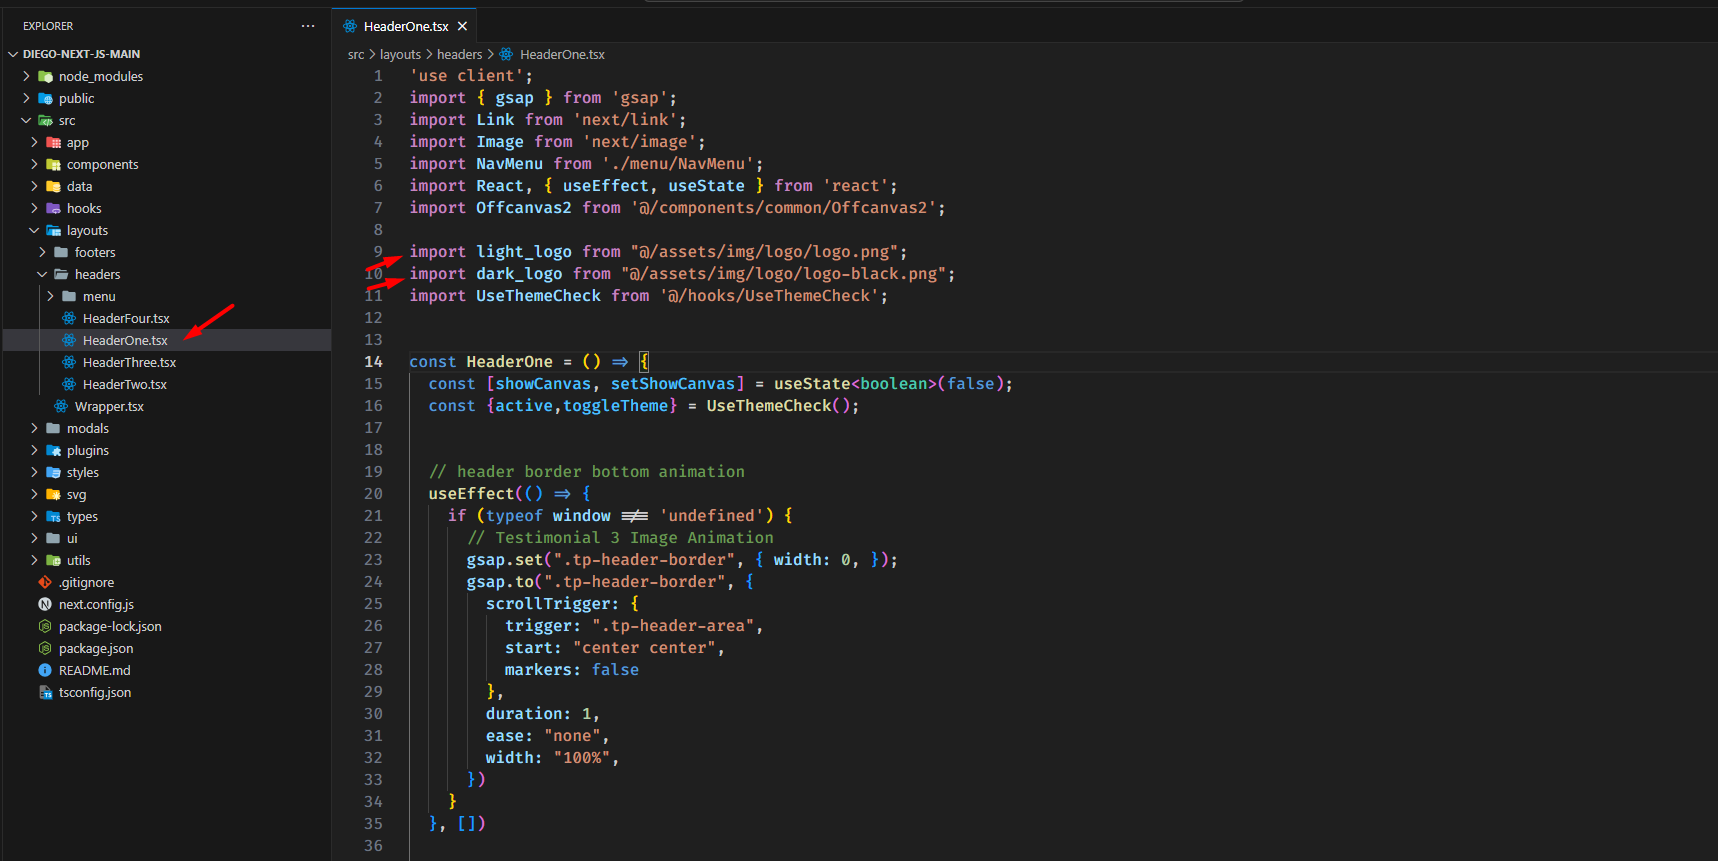 EXPLORER
DIEGO-NEXT-JS-MAIN
node_modules
public
src
app
components
data
hooks
layouts
footers
headers
menu
HeaderFour.tsx
HeaderOne.tsx
HeaderThree.tsx
HeaderTwo.tsx
Wrapper.tsx
modals
plugins
styles
svg
types
ui
utils
.gitignore
next.config.js
package-lock.json
package.json
README.md
tsconfig.json
HeaderOne.tsx
src > layouts > headers > HeaderOne.tsx
1 'use client';
2 import { gsap } from 'gsap';
3 import Link from 'next/link';
4 import Image from 'next/image';
5 import NavMenu from './menu/NavMenu';
6 import React, { useEffect, useState } from 'react';
7 import Offcanvas2 from '@/components/common/Offcanvas2';
8
9 import light_logo from "@/assets/img/logo/logo.png";
10 import dark_logo from "@/assets/img/logo/logo-black.png";
11 import UseThemeCheck from '@/hooks/UseThemeCheck';
12
13
14 const HeaderOne = () => {
15 const [showCanvas, setShowCanvas] = useState<boolean>(false);
16 const {active,toggleTheme} = UseThemeCheck();
17
18
19 // header border bottom animation
20 useEffect(() => {
21 if (typeof window !== 'undefined') {
22 // Testimonial 3 Image Animation
23 gsap.set(".tp-header-border", { width: 0, });
24 gsap.to(".tp-header-border", {
25 scrollTrigger: {
26 trigger: ".tp-header-area",
27 start: "center center",
28 markers: false
29 },
30 duration: 1,
31 ease: "none",
32 width: "100%",
33 })
34 }
35 }, [])
36